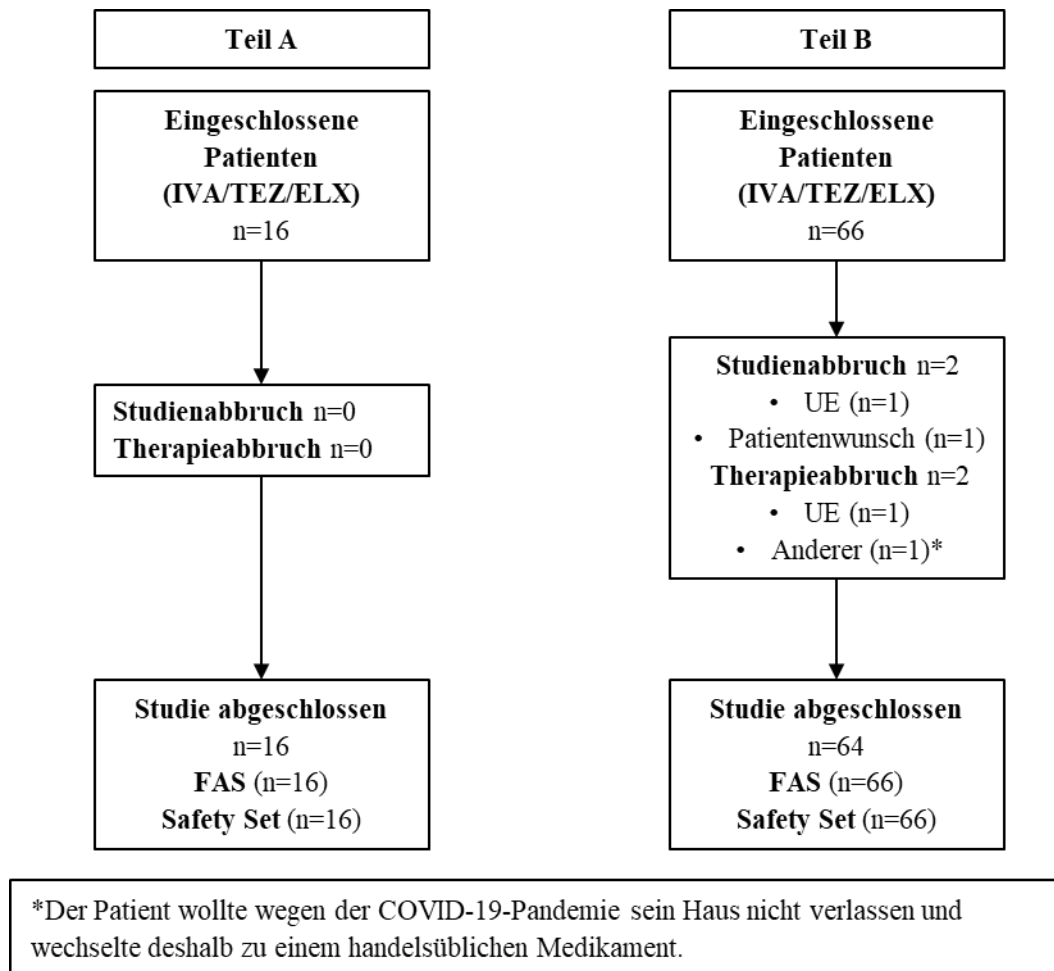 Teil A
Eingeschlossene
Patienten
(IVA/TEZ/ELX)
n=16
Studienabbruch n=0
Therapieabbruch n=0
Studie abgeschlossen
n=16
FAS (n=16)
Safety Set (n=16)
Teil B
Eingeschlossene
Patienten
(IVA/TEZ/ELX)
n=66
Studienabbruch n=2
• UE (n=1)
• Patientenwunsch (n=1)
Therapieabbruch n=2
• UE (n=1)
• Anderer (n=1)*
Studie abgeschlossen
n=64
FAS (n=66)
Safety Set (n=66)
*Der Patient wollte wegen der COVID-19-Pandemie sein Haus nicht verlassen und
wechselte deshalb zu einem handelsüblichen Medikament.